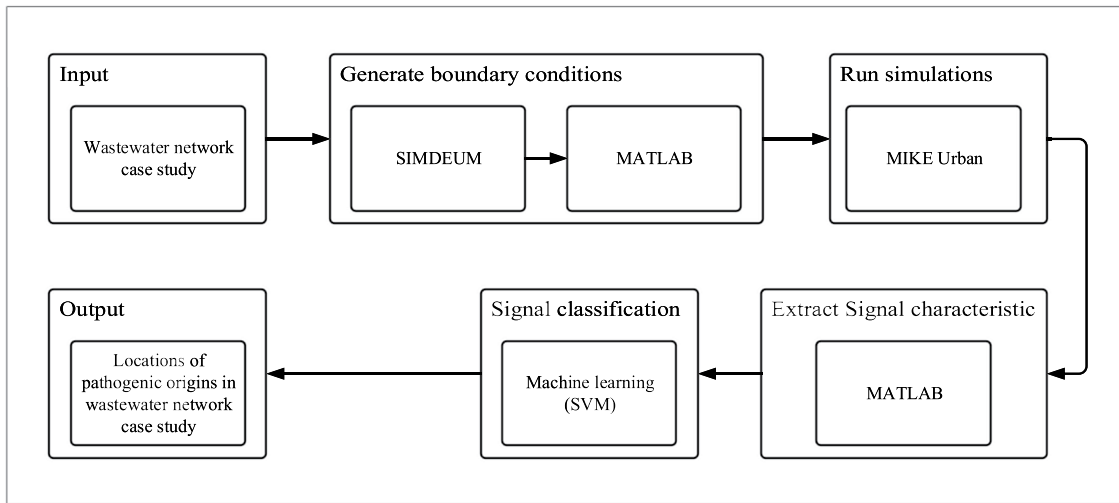 Input
Wastewater network
case study
Generate boundary conditions
SIMDEUM
MATLAB
Run simulations
MIKE Urban
Output
Locations of
pathogenic origins in
wastewater network
case study
Signal classification
Machine learning
(SVM)
Extract Signal characteristic
MATLAB